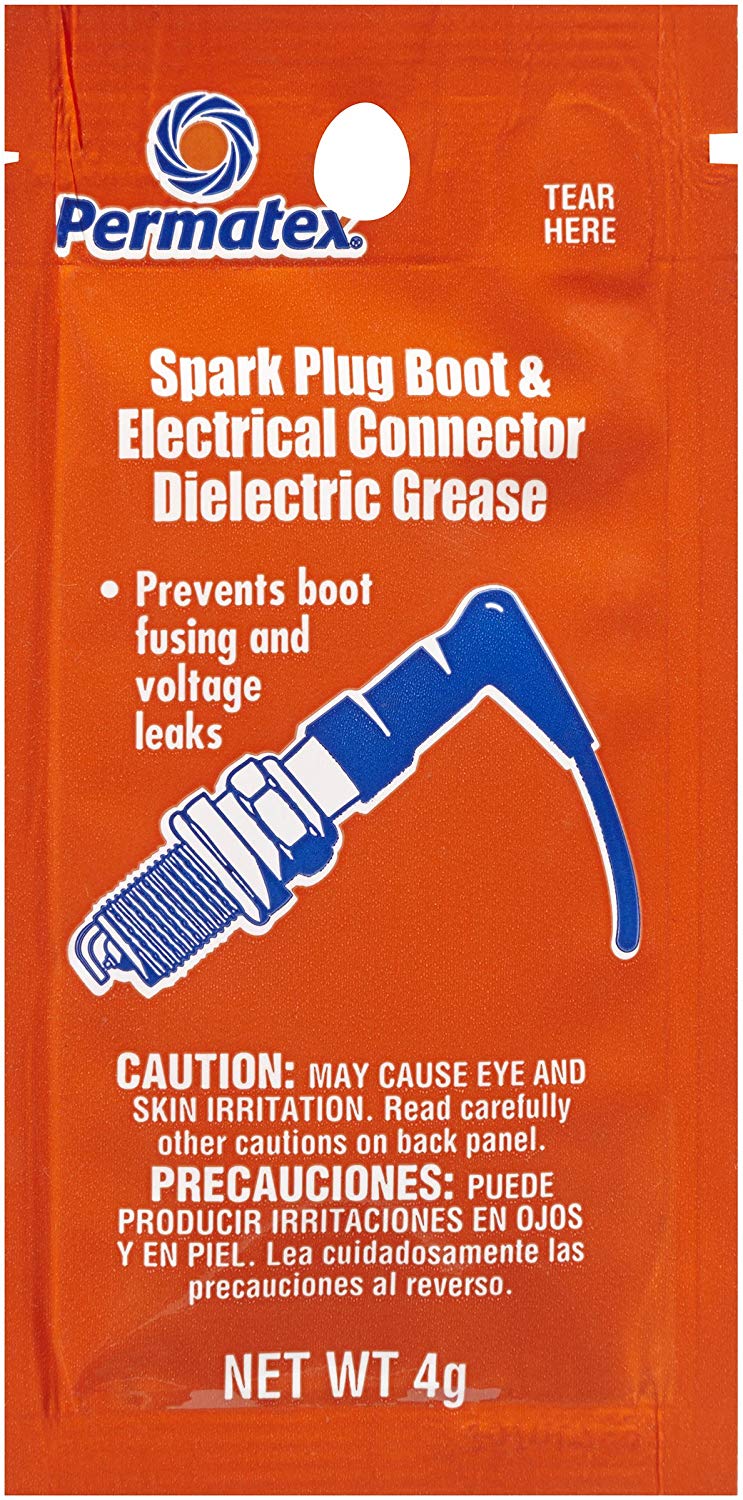 Permatex®
TEAR
HERE
Spark Plug Boot &
Electrical Connector
Dielectric Grease
• Prevents boot
fusing and
voltage
leaks
CAUTION: MAY CAUSE EYE AND
SKIN IRRITATION. Read carefully
other cautions on back panel.
PRECAUCIONES: PUEDE
PRODUCIR IRRITACIONES EN OJOS
Y EN PIEL. Lea cuidadosamente las
precauciones al reverso.
NET WT 4g